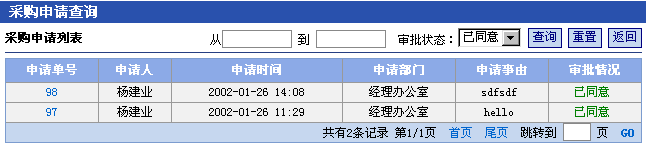 采购申请查询
采购申请列表 从 到 审批状态：已同意 查询 重置 返回
申请单号 申请人 申请时间 申请部门 申请事由 审批情况
98 杨建业 2002-01-26 14:08 经理办公室 sdfsdf 已同意
97 杨建业 2002-01-26 11:29 经理办公室 hello 已同意
共有2条记录 第1/1页 首页 尾页 跳转到 页 GO